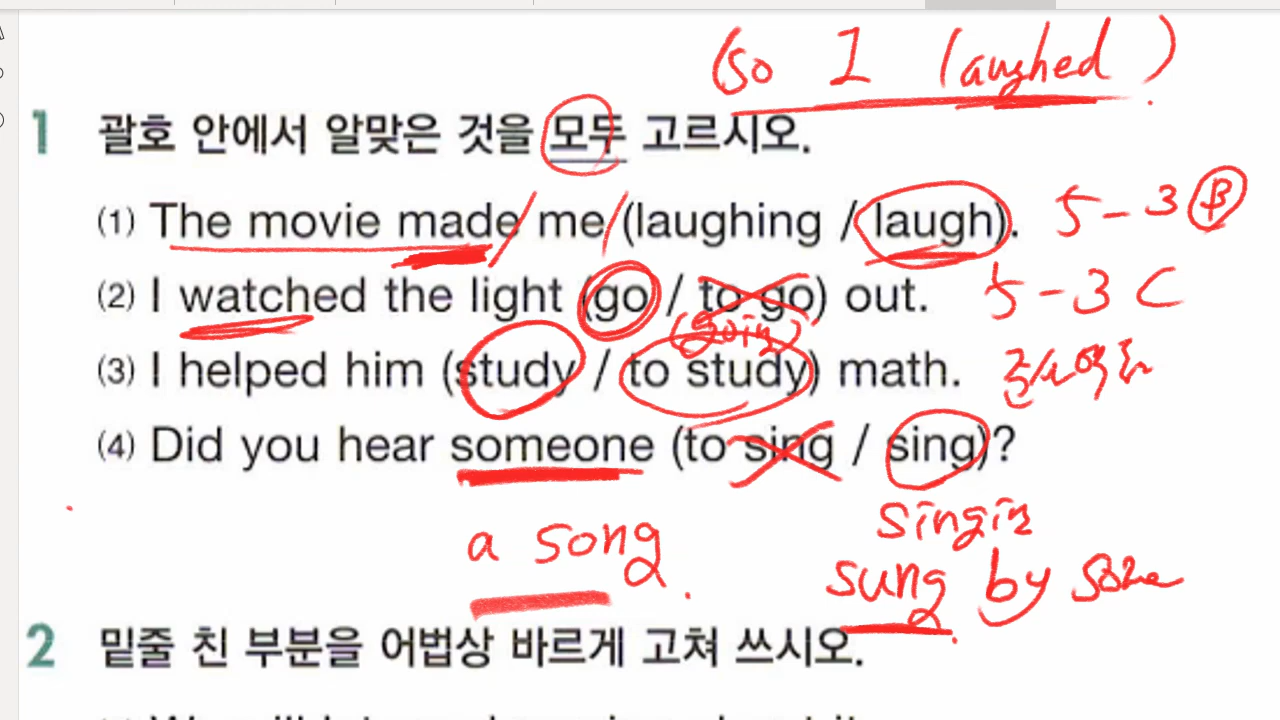 (so I laughed)
1 괄호 안에서 알맞은 것을 모두 고르시오.
(1) The movie made / me / (laughing / laugh). 5-3 B
(2) I watched the light (go / to go) out. 5-3 C
(going)
(3) I helped him (study / to study) math.
(4) Did you hear someone (to sing / sing)?
singing
a song
sung by
2 밑줄 친 부분을 어법상 바르게 고쳐 쓰시오.